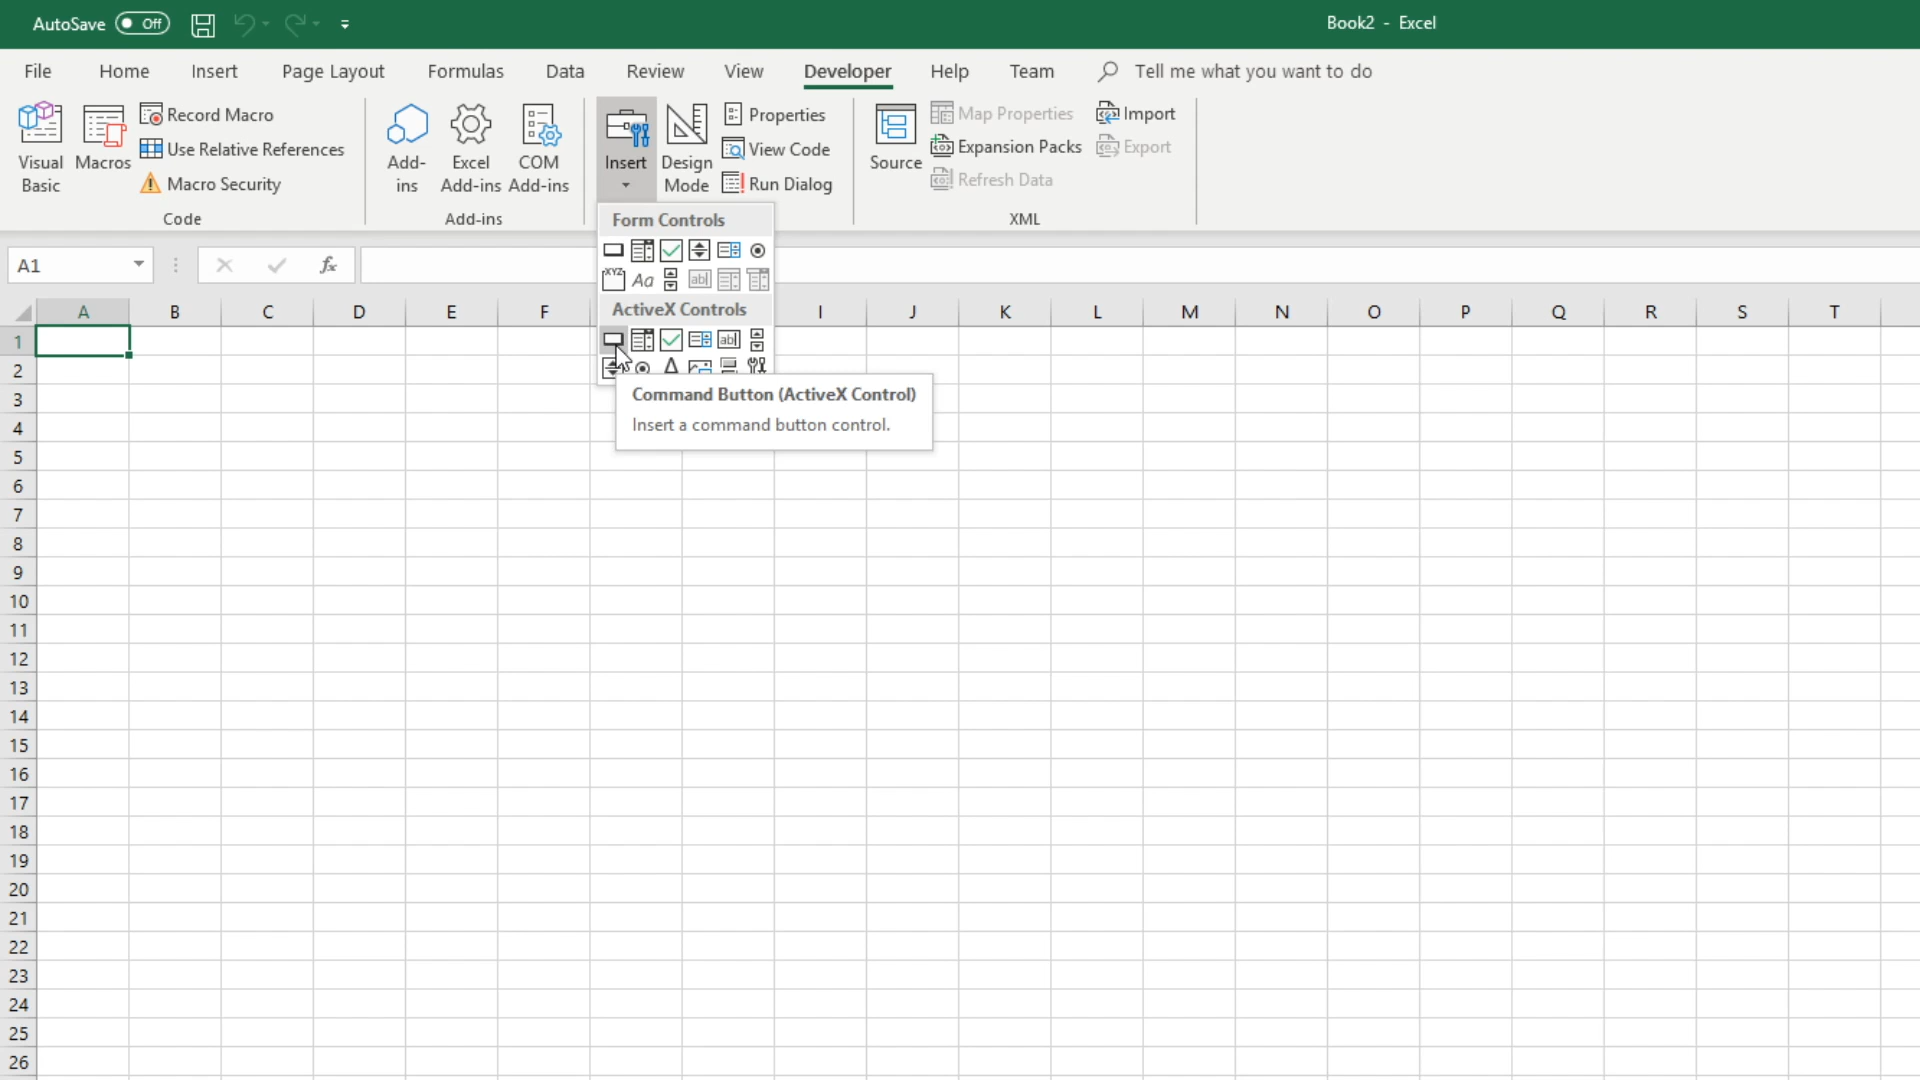 AutoSave Off
Book2 - Excel
File Home Insert Page Layout Formulas Data Review View Developer Help Team Tell me what you want to do
Visual Basic
Macros
Record Macro
Use Relative References
Macro Security
Code
Add-ins
Excel Add-ins
COM Add-ins
Add-ins
Insert
Design Mode
Properties
View Code
Run Dialog
Source
Map Properties
Expansion Packs
Refresh Data
Import
Export
XML
Form Controls
XYZ Aa ab|
ActiveX Controls
ab|
A
Command Button (ActiveX Control)
Insert a command button control.
A1 fx
A B C D E F I J K L M N O P Q R S T
1
2
3
4
5
6
7
8
9
10
11
12
13
14
15
16
17
18
19
20
21
22
23
24
25
26